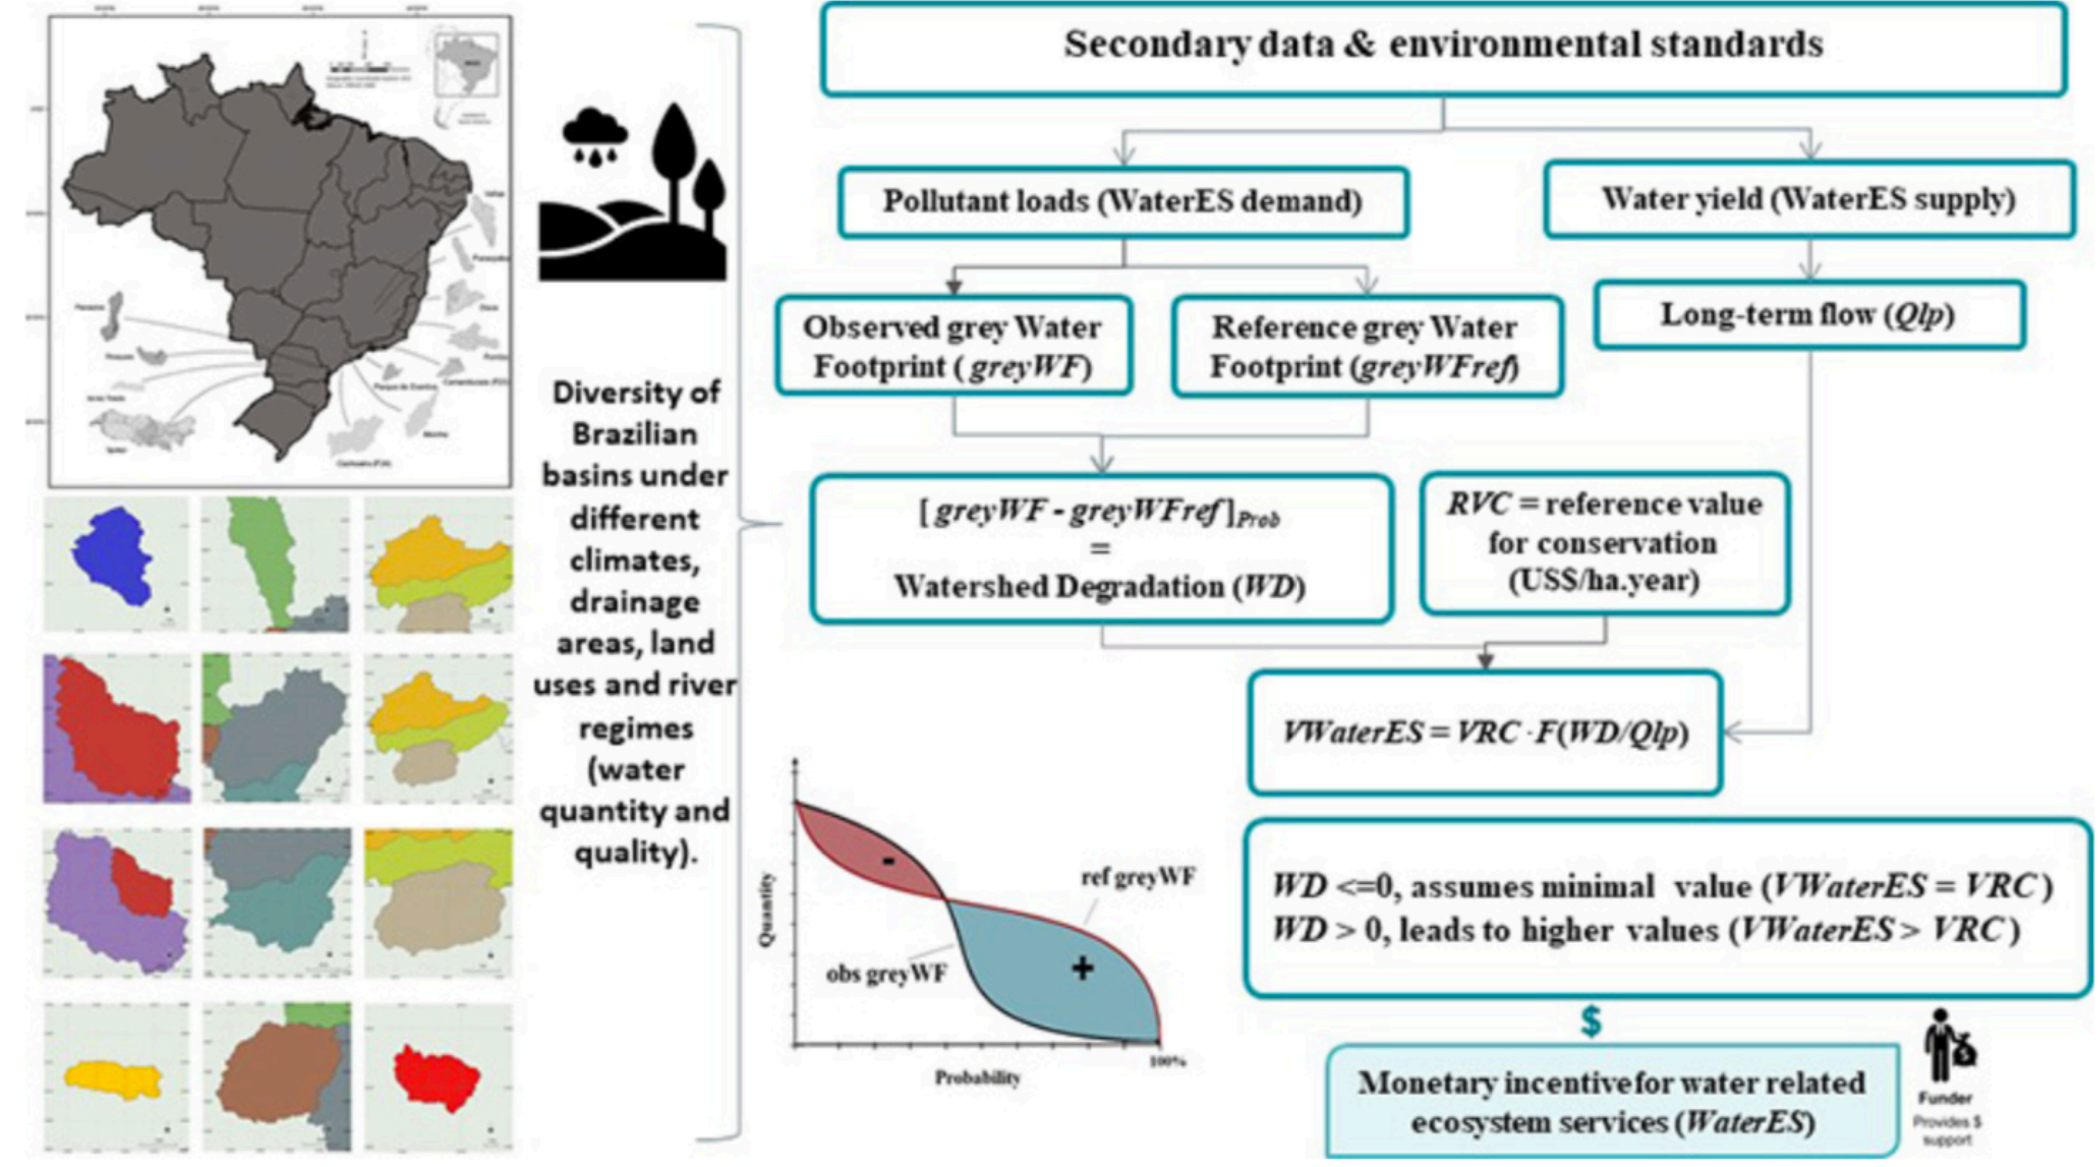 Secondary data & environmental standards
Pollutant loads (WaterES demand)
Water yield (WaterES supply)
Observed grey Water
Footprint ( greyWF)
Reference grey Water
Footprint (greyWFref)
Long-term flow (Qlp)
[ greyWF - greyWFref ]Prob
=
Watershed Degradation (WD)
RVC = reference value
for conservation
(US$/ha.year)
VWaterES = VRC · F(WD/Qlp)
WD <=0, assumes minimal value (VWaterES = VRC )
WD > 0, leads to higher values (VWaterES > VRC )
$
Monetary incentive for water related
ecosystem services (WaterES)
Funder
Provides $
support
Diversity of
Brazilian
basins under
different
climates,
drainage
areas, land
uses and river
regimes
(water
quantity and
quality).
Quantity
-
ref greyWF
obs greyWF
+
100%
Probability